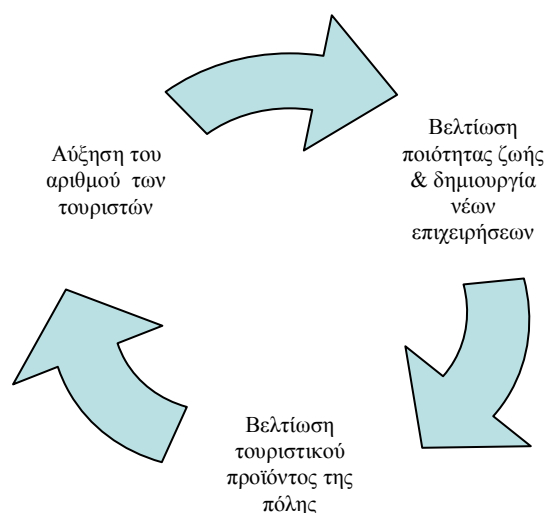 Αύξηση του
αριθμού των
τουριστών
Βελτίωση
ποιότητας ζωής
& δημιουργία
νέων
επιχειρήσεων
Βελτίωση
τουριστικού
προϊόντος της
πόλης